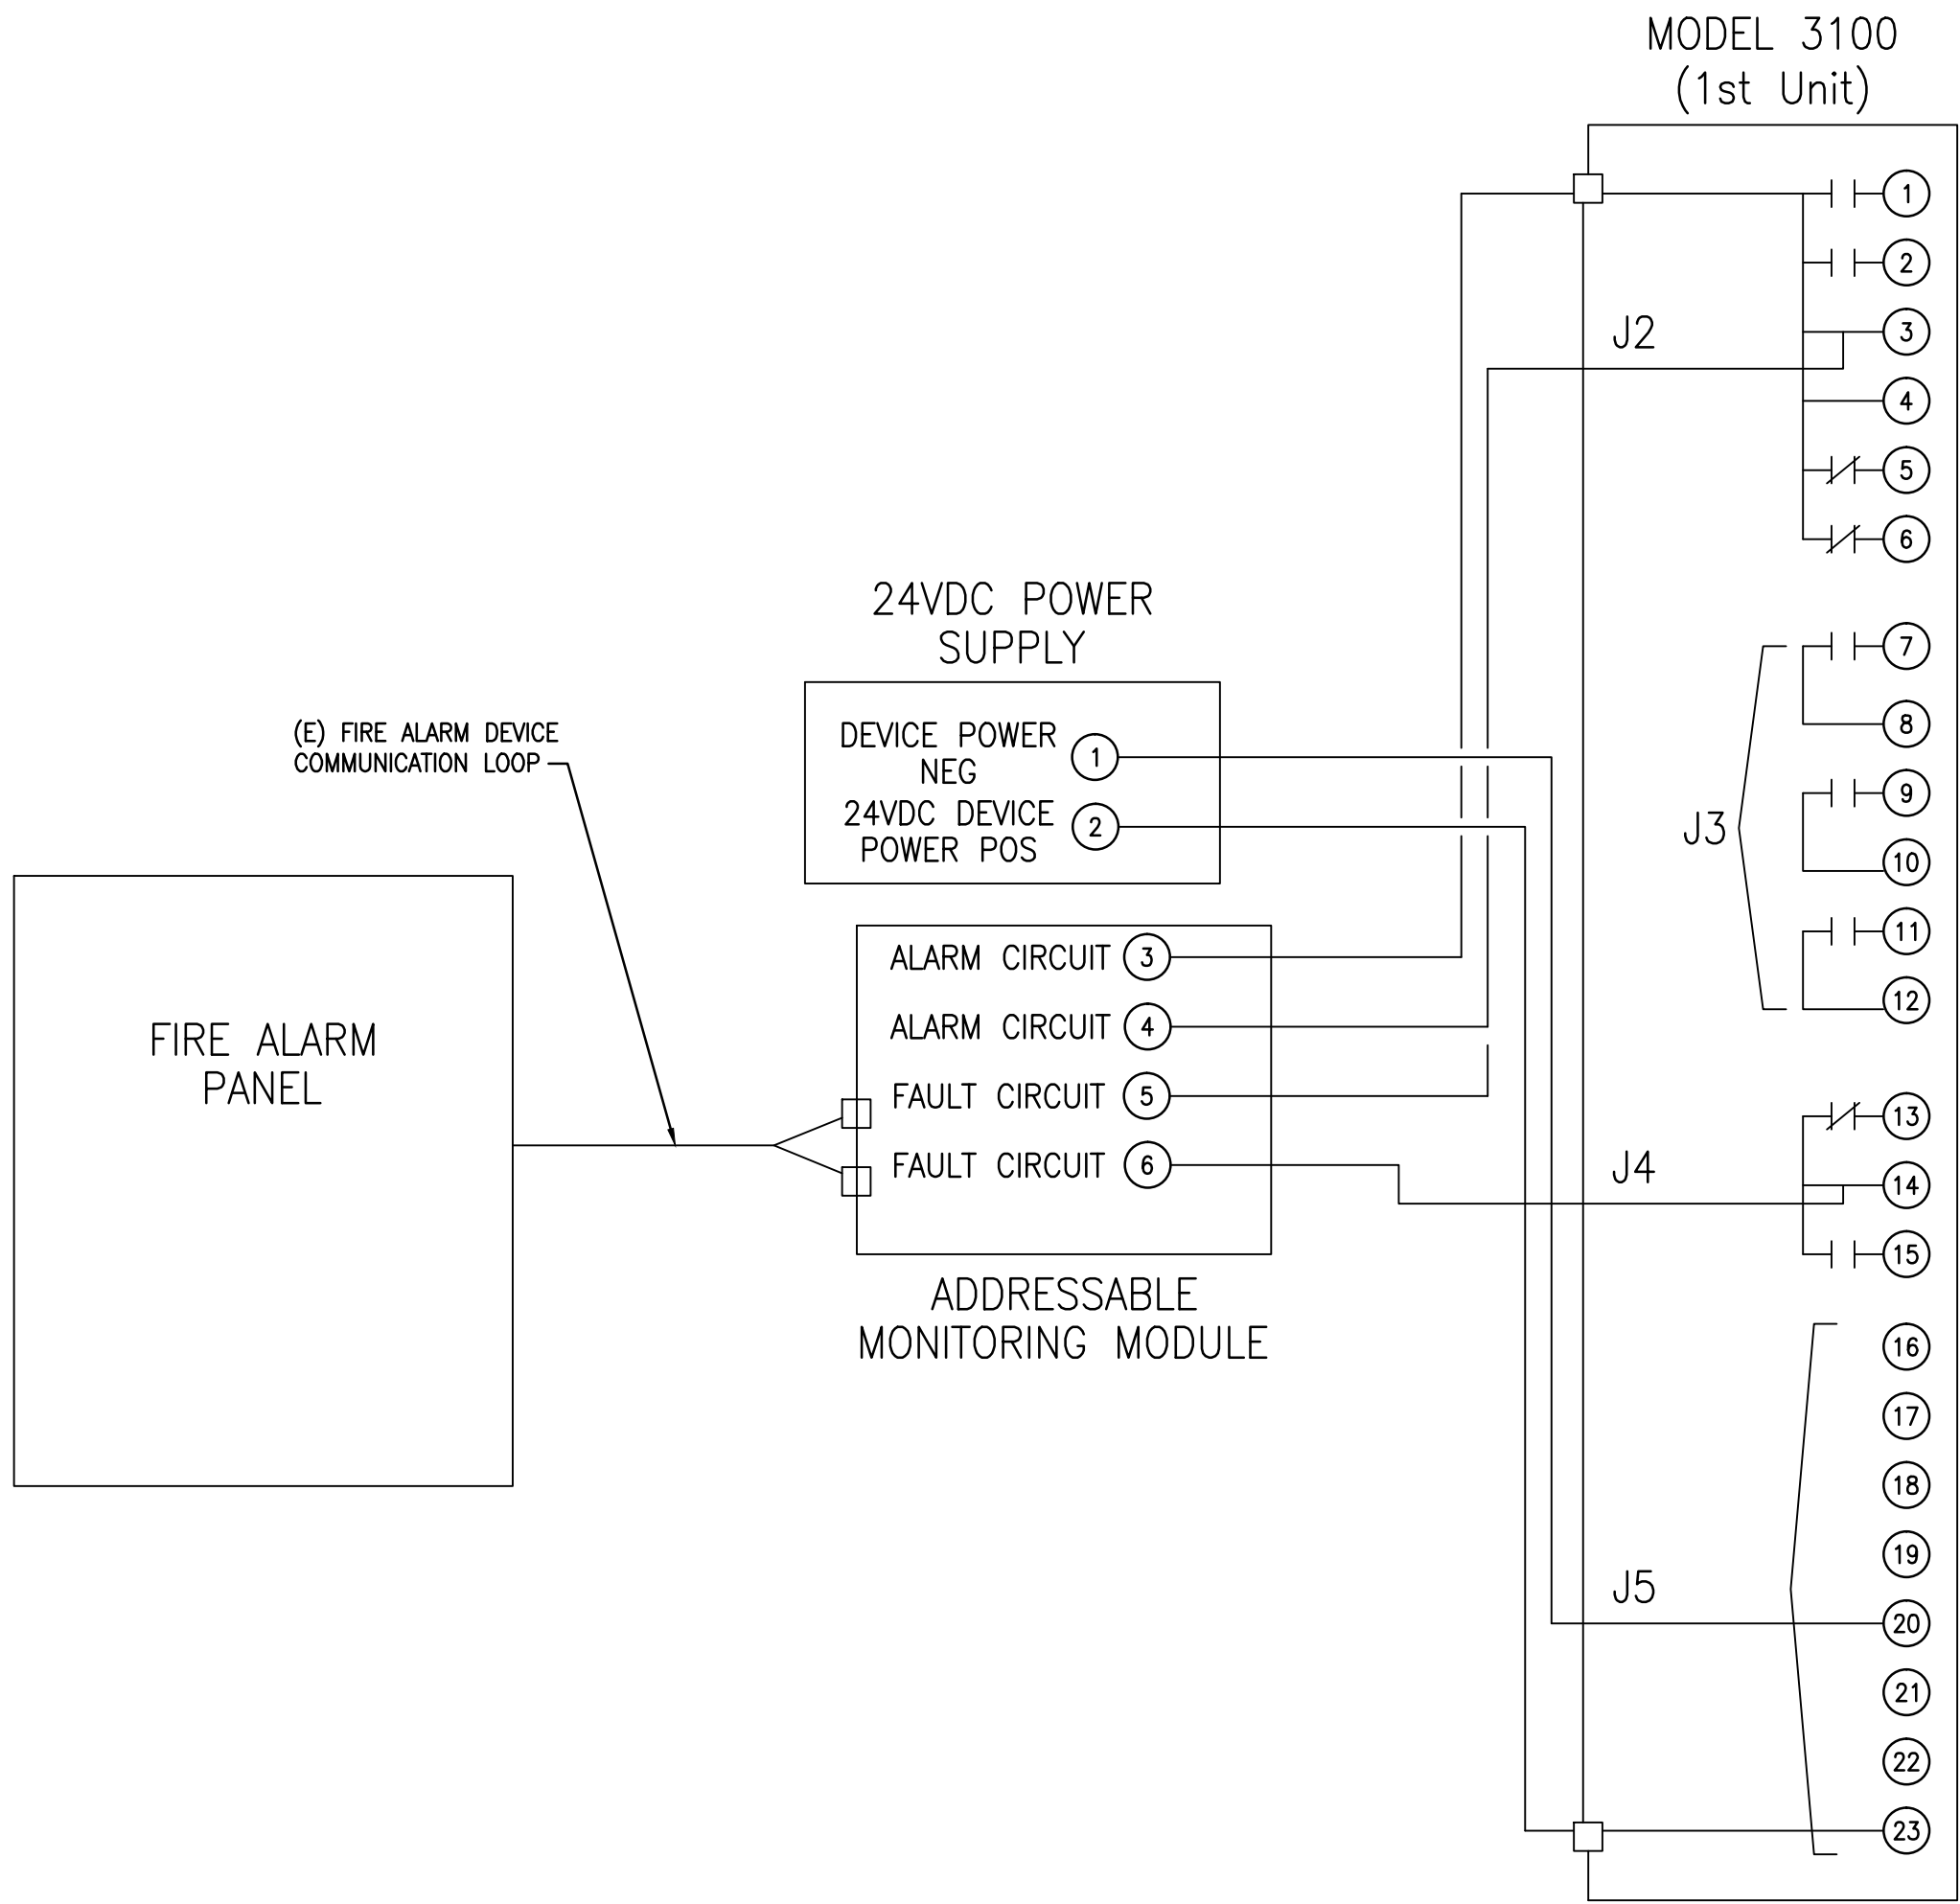 MODEL 3100
(1st Unit)
1
2
J2
3
4
5
6
24VDC POWER
SUPPLY
DEVICE POWER
NEG
1
24VDC DEVICE
POWER POS
2
(E) FIRE ALARM DEVICE
COMMUNICATION LOOP
7
8
J3
9
10
11
12
FIRE ALARM
PANEL
ALARM CIRCUIT 3
ALARM CIRCUIT 4
FAULT CIRCUIT 5
FAULT CIRCUIT 6
ADDRESSABLE
MONITORING MODULE
13
J4
14
15
16
17
18
19
J5
20
21
22
23